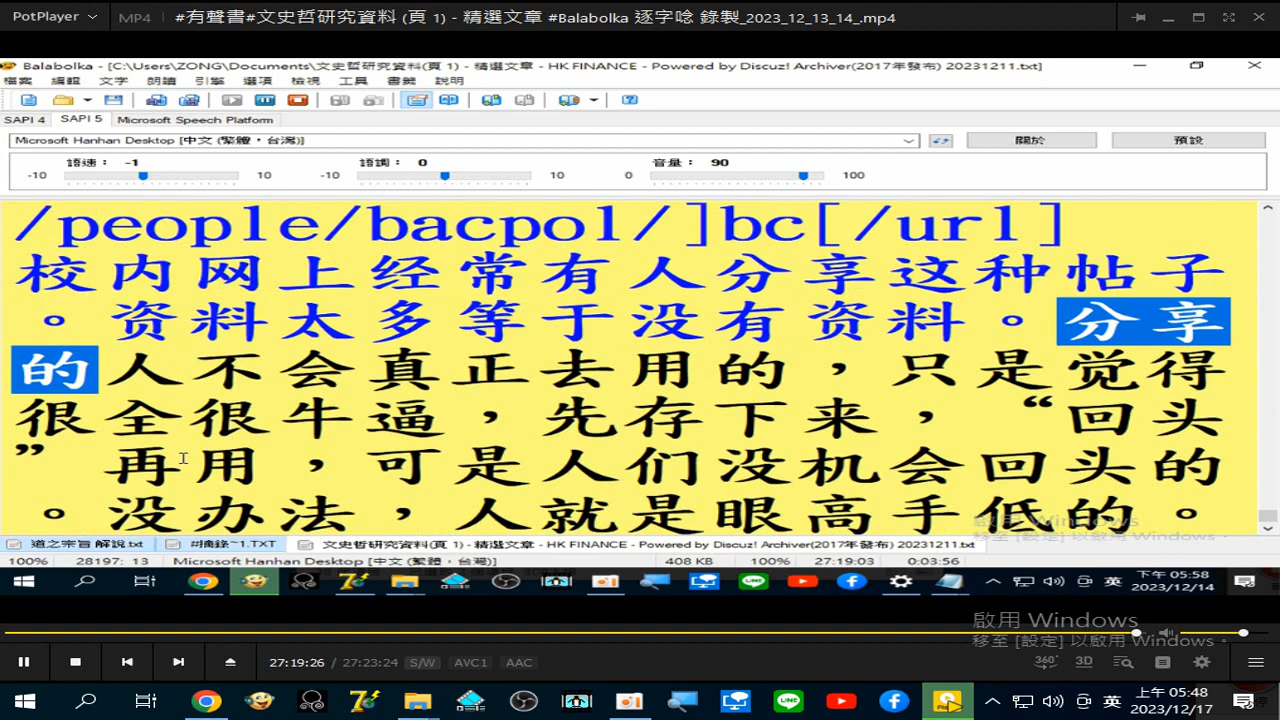 PotPlayer MP4 #有聲書#文史哲研究資料 (頁 1) - 精選文章 #Balabolka 逐字唸 錄製_2023_12_13_14_.mp4
Balabolka - [C:\Users\ZONG\Documents\文史哲研究資料(頁 1) - 精選文章 - HK FINANCE - Powered by Discuz! Archiver(2017年發布) 20231211.txt]
檔案 編輯 文字 朗讀 引擎 選項 檢視 工具 書籤 說明
SAPI 4 SAPI 5 Microsoft Speech Platform
Microsoft Hanhan Desktop [中文 (繁體，台灣)] 關於 預設
語速： -1 語調： 0 音量： 90
-10 10 -10 10 0 100
/people/bacpol/]bc[/url]
校内网上经常有人分享这种帖子
。资料太多等于没有资料。分享
的人不会真正去用的，只是觉得
很全很牛逼，先存下来，“回头
”再用，可是人们没机会回头的
。没办法，人就是眼高手低的。
啟用 Windows
移至 [設定] 以啟用 Windows。
道之宗旨 解說.txt #摘錄~1.TXT 文史哲研究資料(頁 1) - 精選文章 - HK FINANCE - Powered by Discuz! Archiver(2017年發布) 20231211.txt
100% 28197: 13 Microsoft Hanhan Desktop [中文 (繁體，台灣)] 408 KB 100% 27:19:03 0:03:56
英 下午 05:58
2023/12/14
啟用 Windows
移至 [設定] 以啟用 Windows。
27:19:26 / 27:23:24 S/W AVC1 AAC 360° 3D
英 上午 05:48
2023/12/17